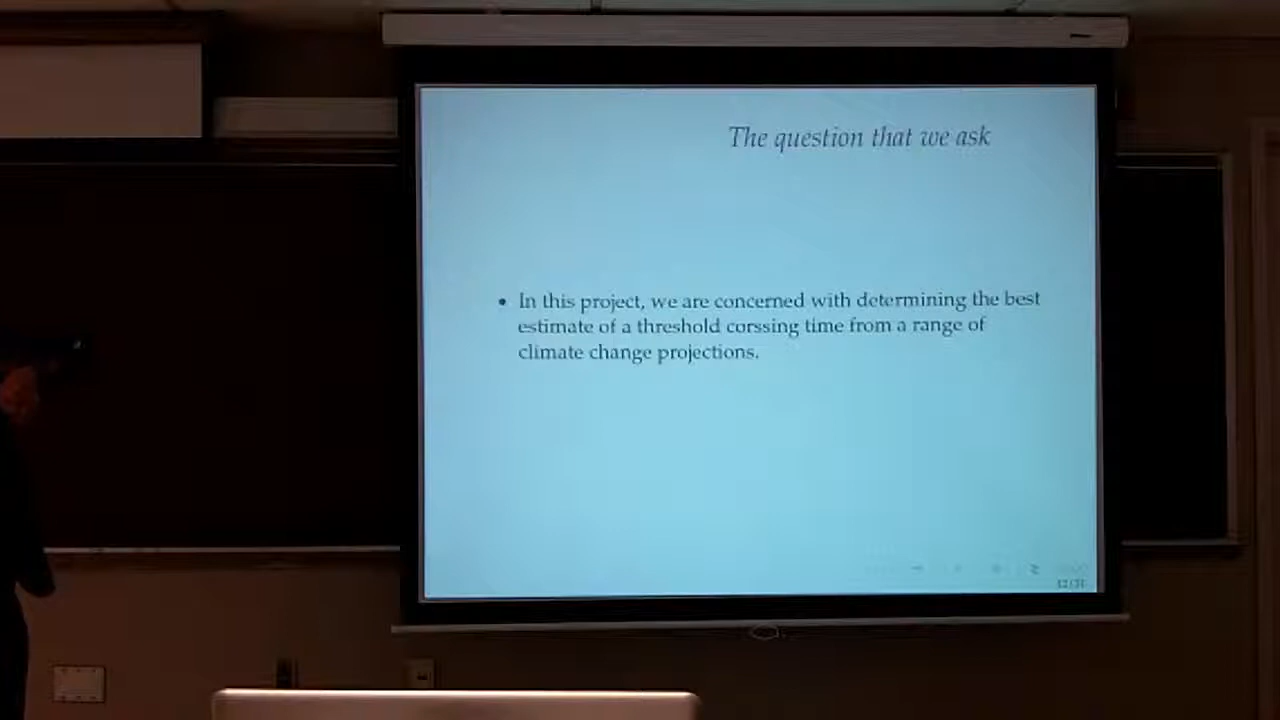 The question that we ask
• In this project, we are concerned with determining the best
estimate of a threshold corssing time from a range of
climate change projections.